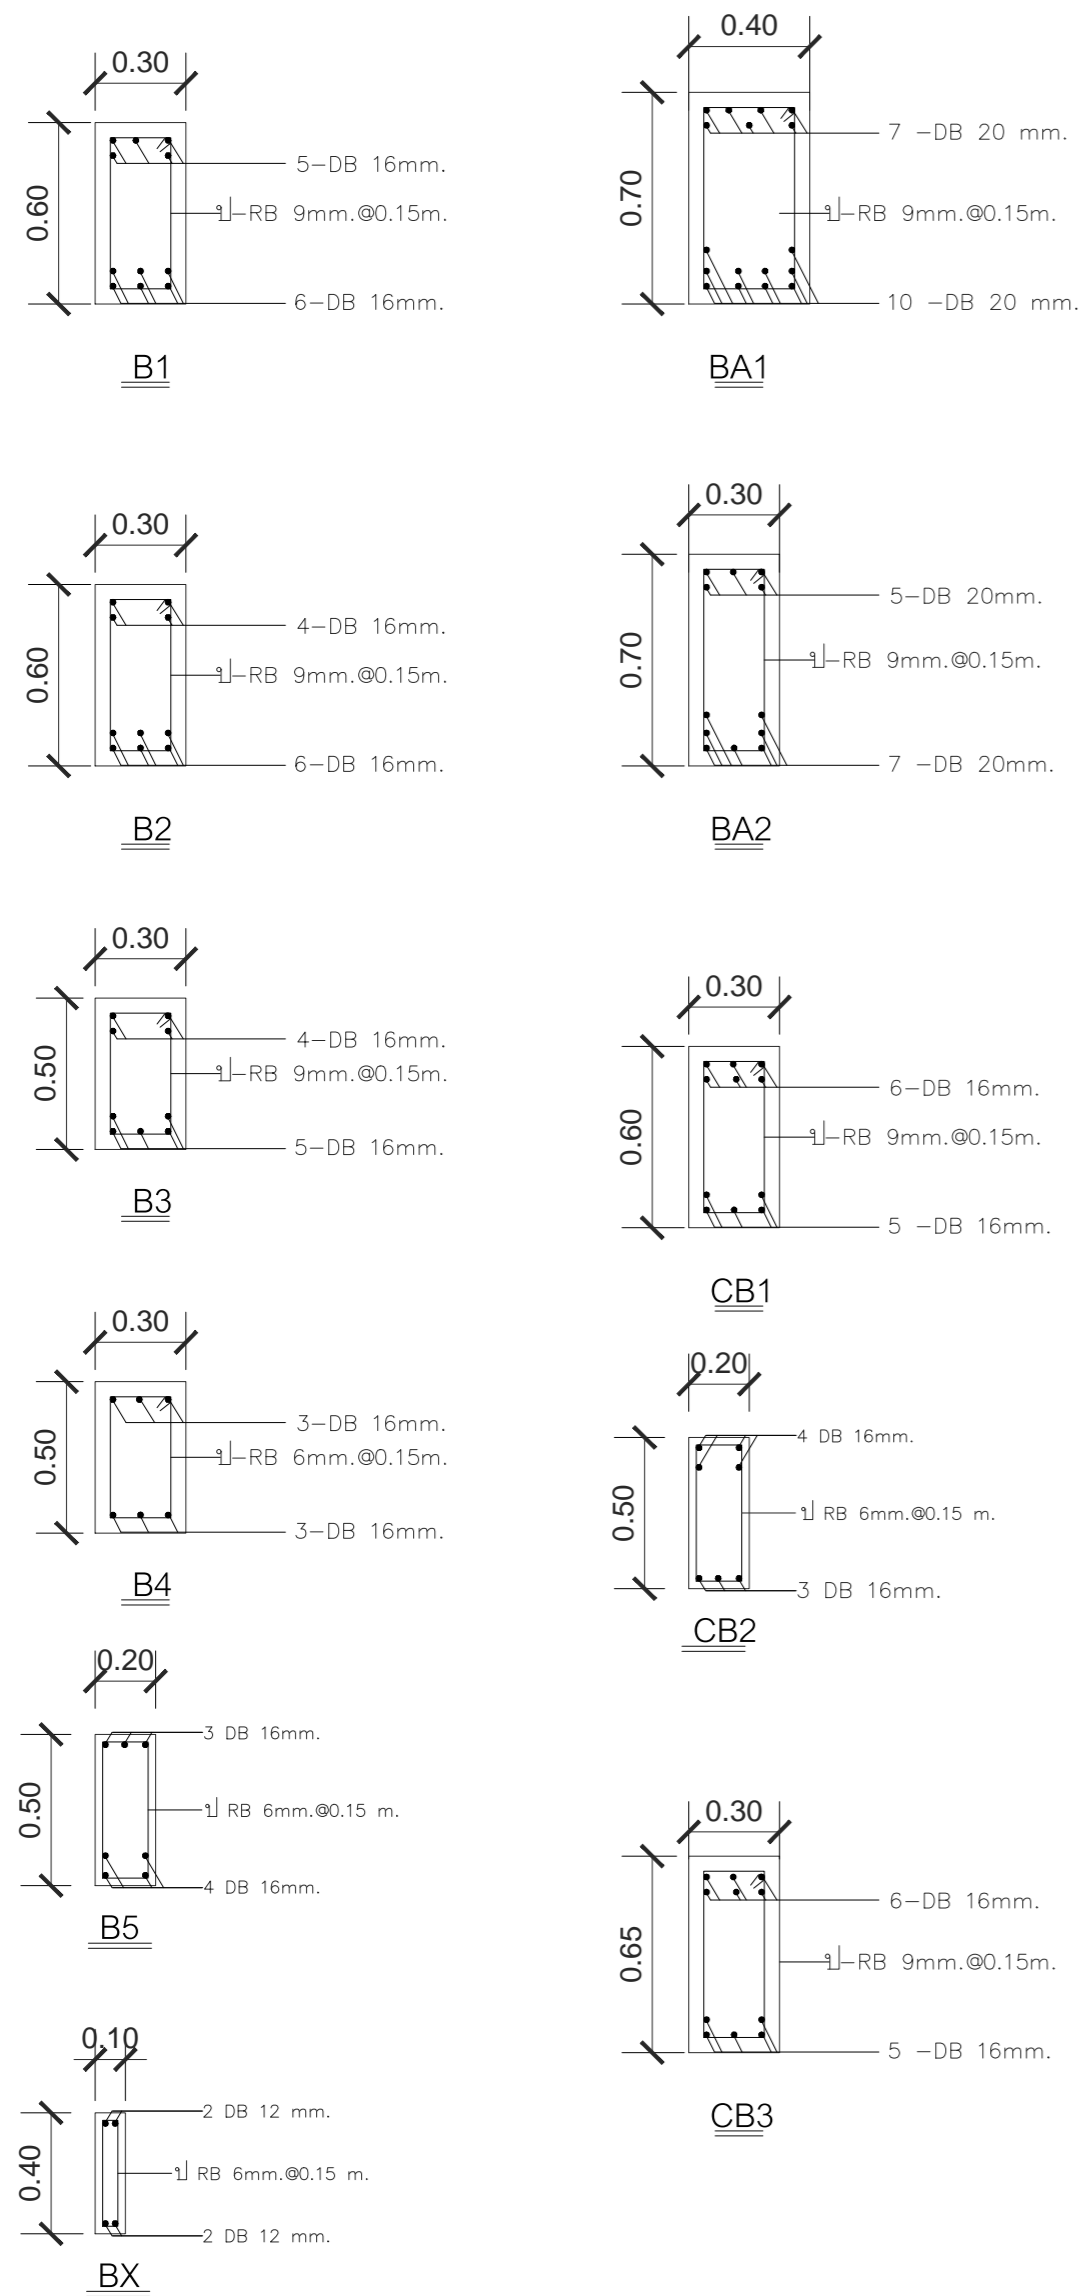 0.30
0.60
5-DB 16mm.
ป-RB 9mm.@0.15m.
6-DB 16mm.
B1
0.40
0.70
7 -DB 20 mm.
ป-RB 9mm.@0.15m.
10 -DB 20 mm.
BA1
0.30
0.60
4-DB 16mm.
ป-RB 9mm.@0.15m.
6-DB 16mm.
B2
0.30
0.70
5-DB 20mm.
ป-RB 9mm.@0.15m.
7 -DB 20mm.
BA2
0.30
0.50
4-DB 16mm.
ป-RB 9mm.@0.15m.
5-DB 16mm.
B3
0.30
0.60
6-DB 16mm.
ป-RB 9mm.@0.15m.
5 -DB 16mm.
CB1
0.30
0.50
3-DB 16mm.
ป-RB 6mm.@0.15m.
3-DB 16mm.
B4
0.20
0.50
4 DB 16mm.
ป RB 6mm.@0.15 m.
3 DB 16mm.
CB2
0.20
0.50
3 DB 16mm.
ป RB 6mm.@0.15 m.
4 DB 16mm.
B5
0.30
0.65
6-DB 16mm.
ป-RB 9mm.@0.15m.
5 -DB 16mm.
CB3
0.10
0.40
2 DB 12 mm.
ป RB 6mm.@0.15 m.
2 DB 12 mm.
BX